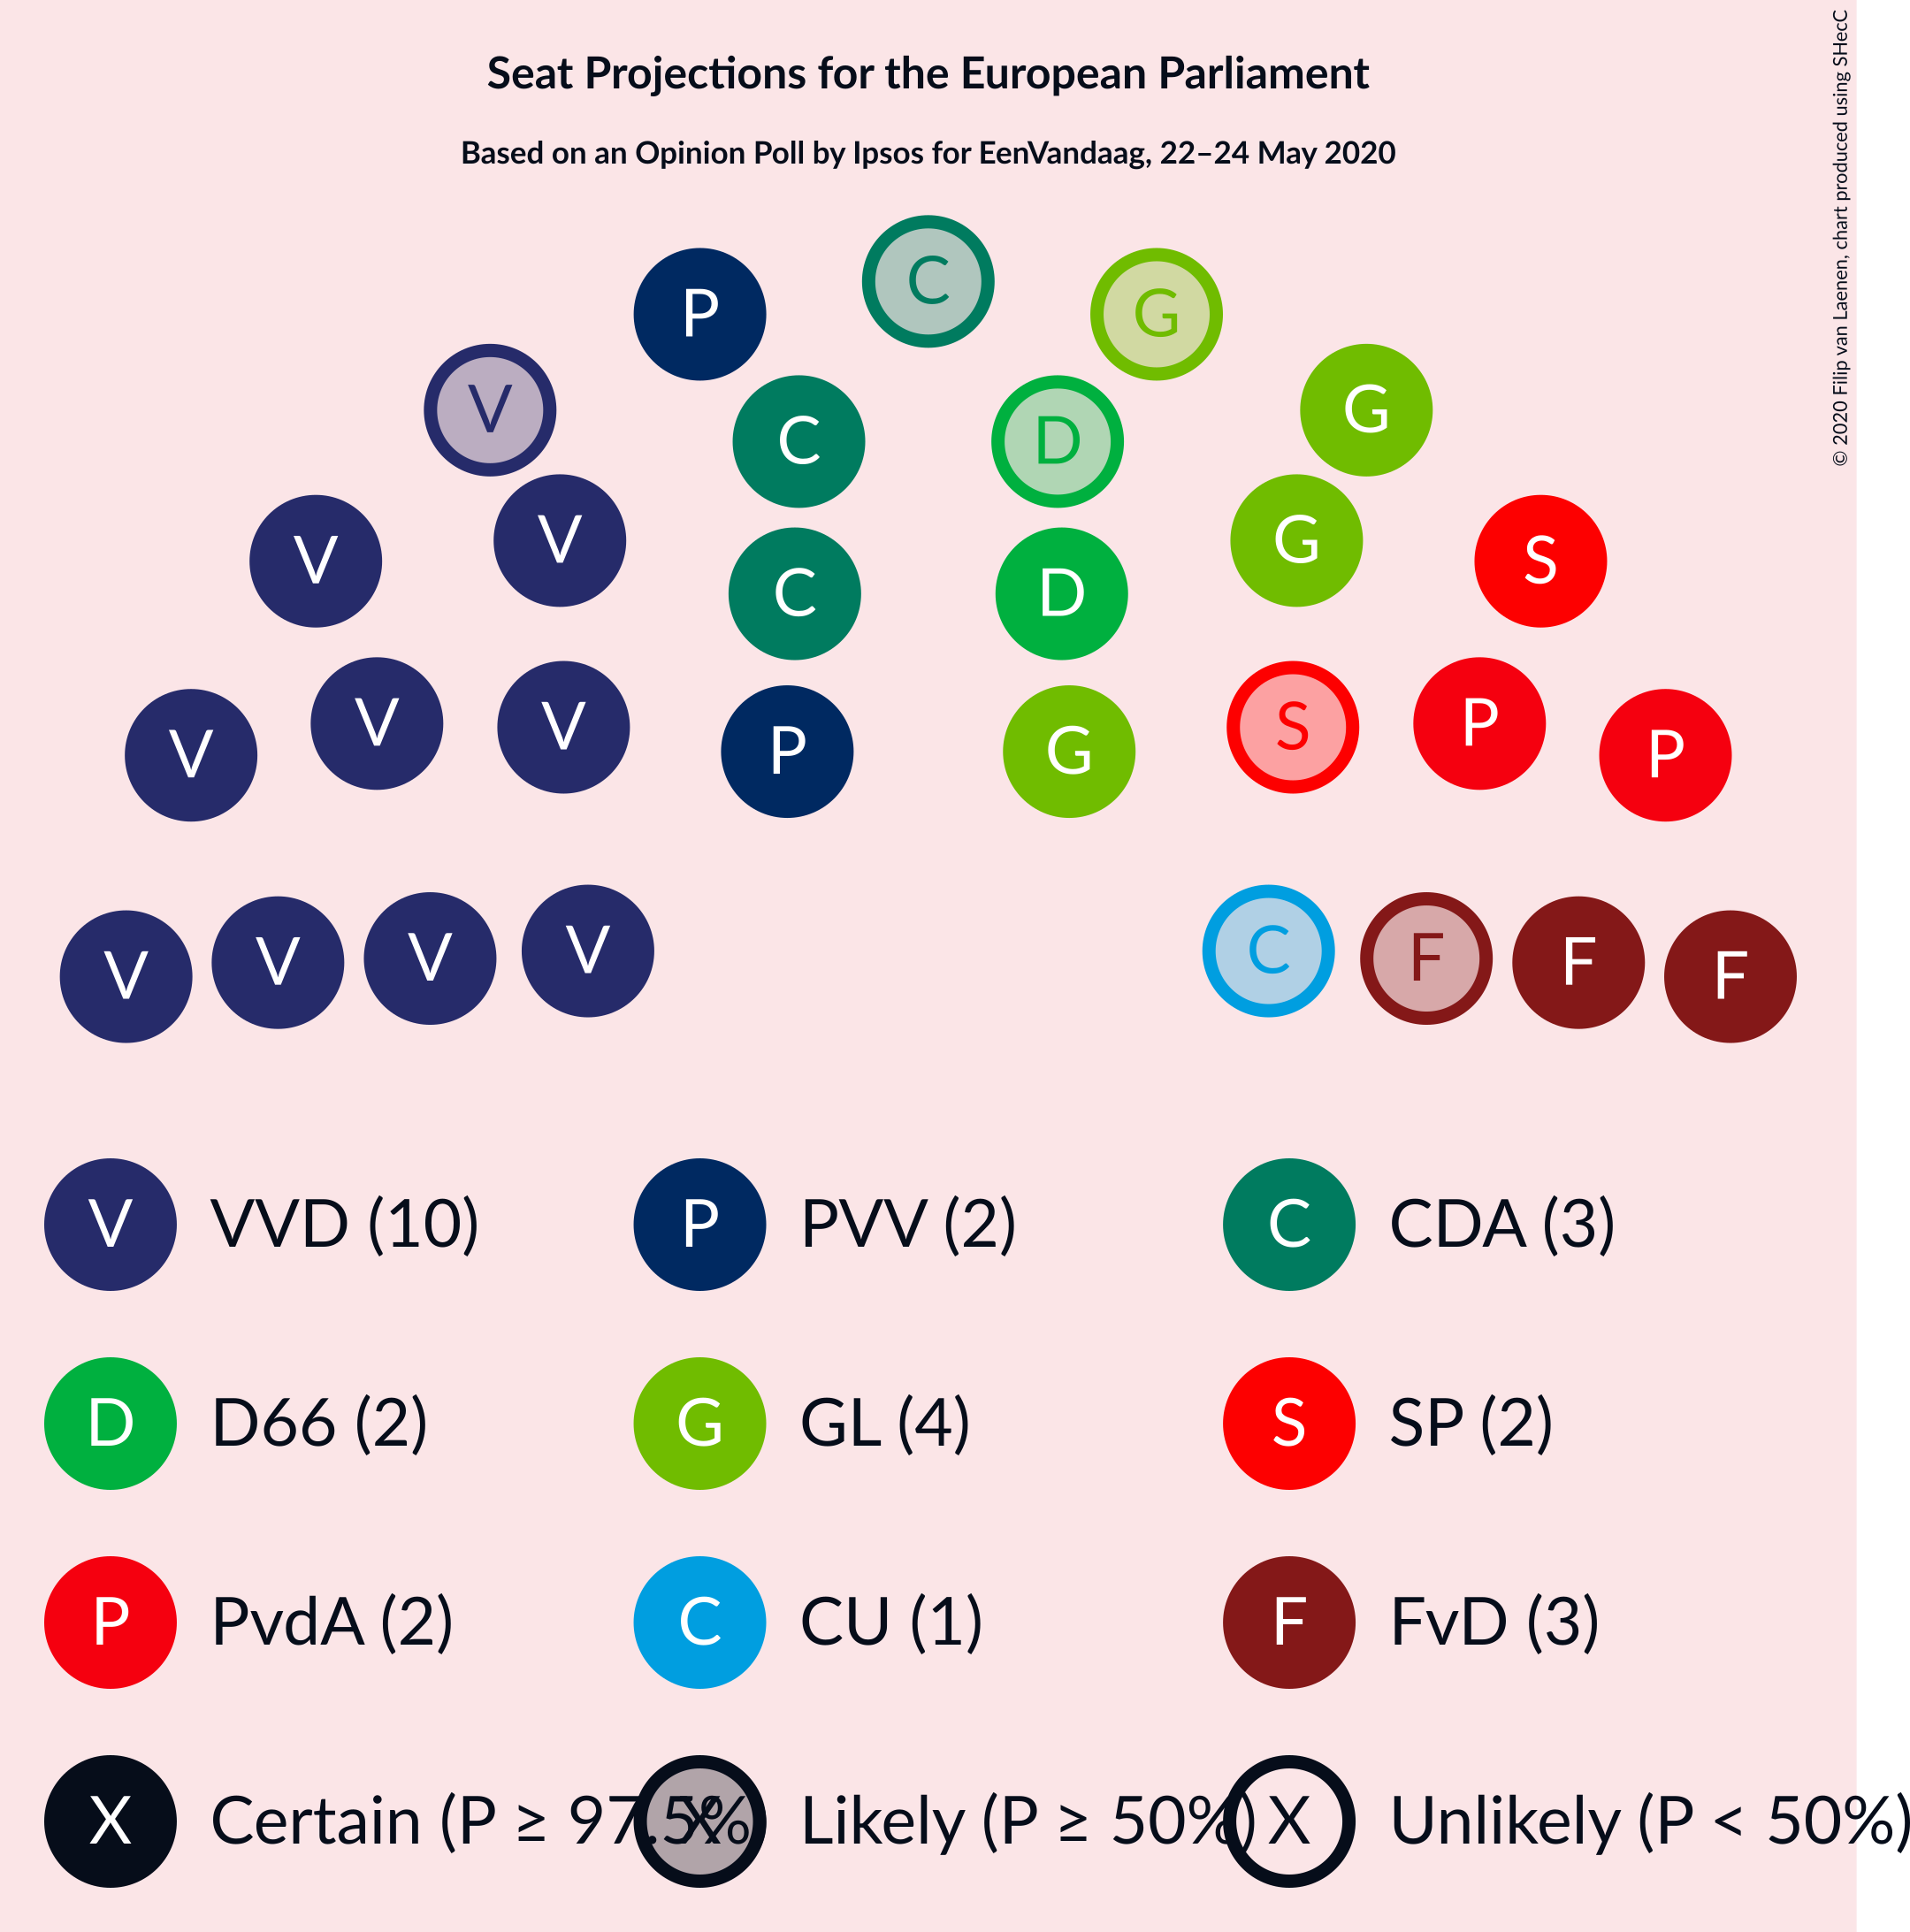 Seat Projections for the European Parliament
Based on an Opinion Poll by Ipsos for EenVandaag, 22–24 May 2020
© 2020 Filip van Laenen, chart produced using SHecC
C
P G
V G
C D
V V G S
C D
V V V P G S P P
V V V V C F F F
V VVD (10) P PVV (2) C CDA (3)
D D66 (2) G GL (4) S SP (2)
P PvdA (2) C CU (1) F FvD (3)
X Certain (P ≥ 97.5% X Likely (P ≥ 50%) X Unlikely (P < 50%)